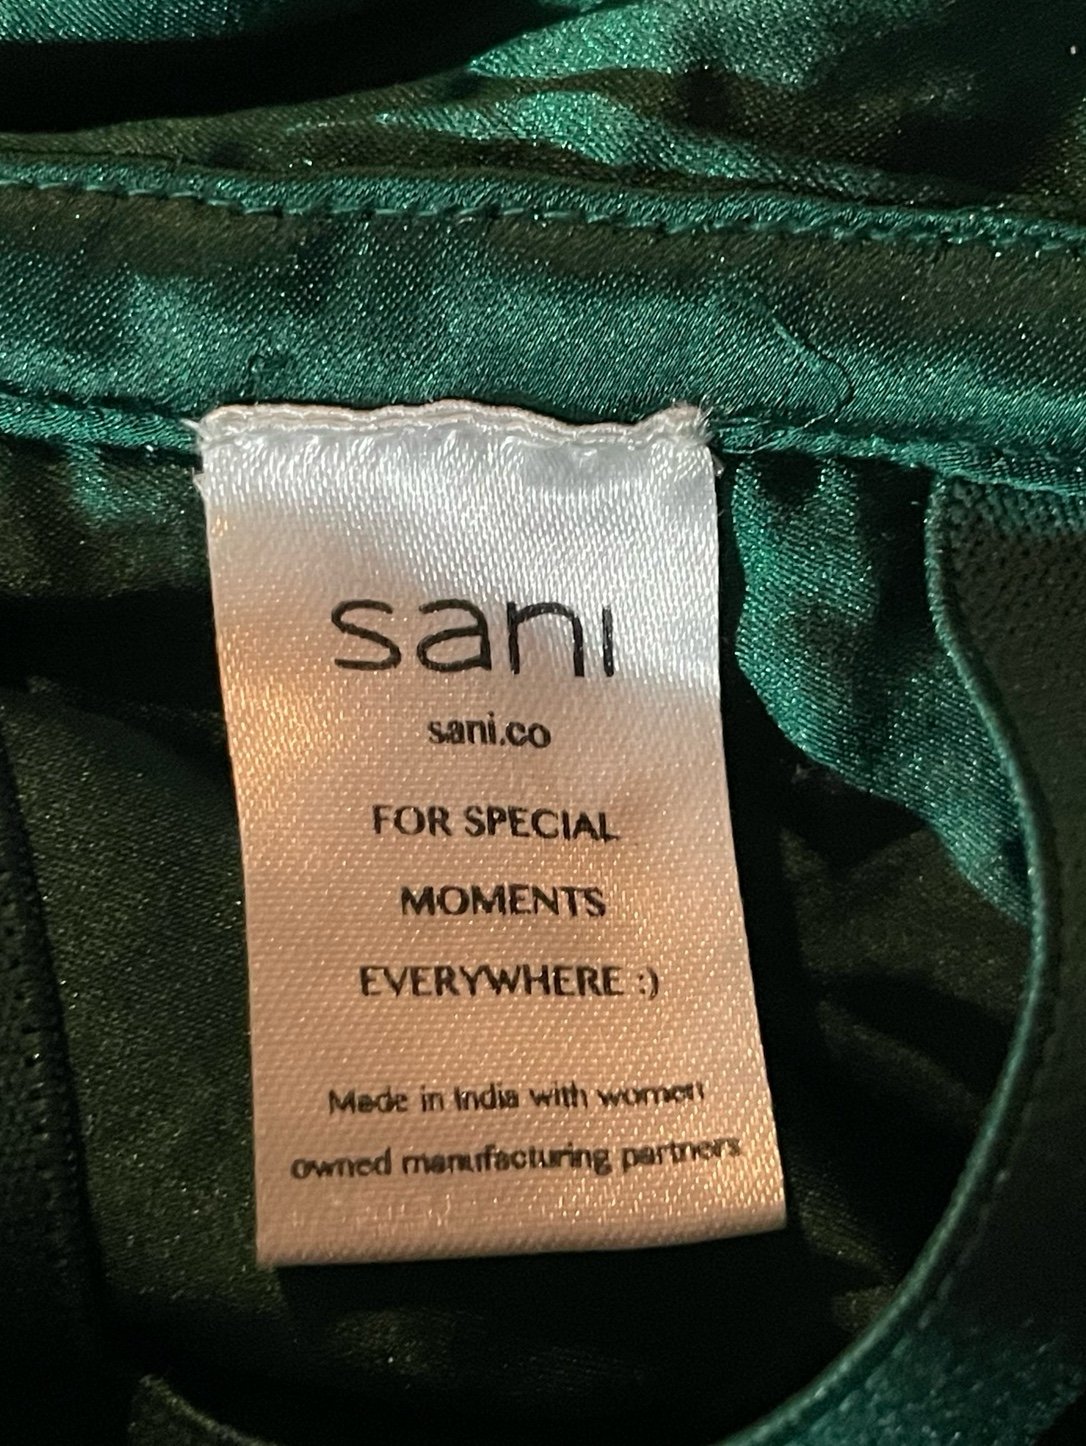 sani
sani.co
FOR SPECIAL
MOMENTS
EVERYWHERE :)
Made in India with women
owned manufacturing partners